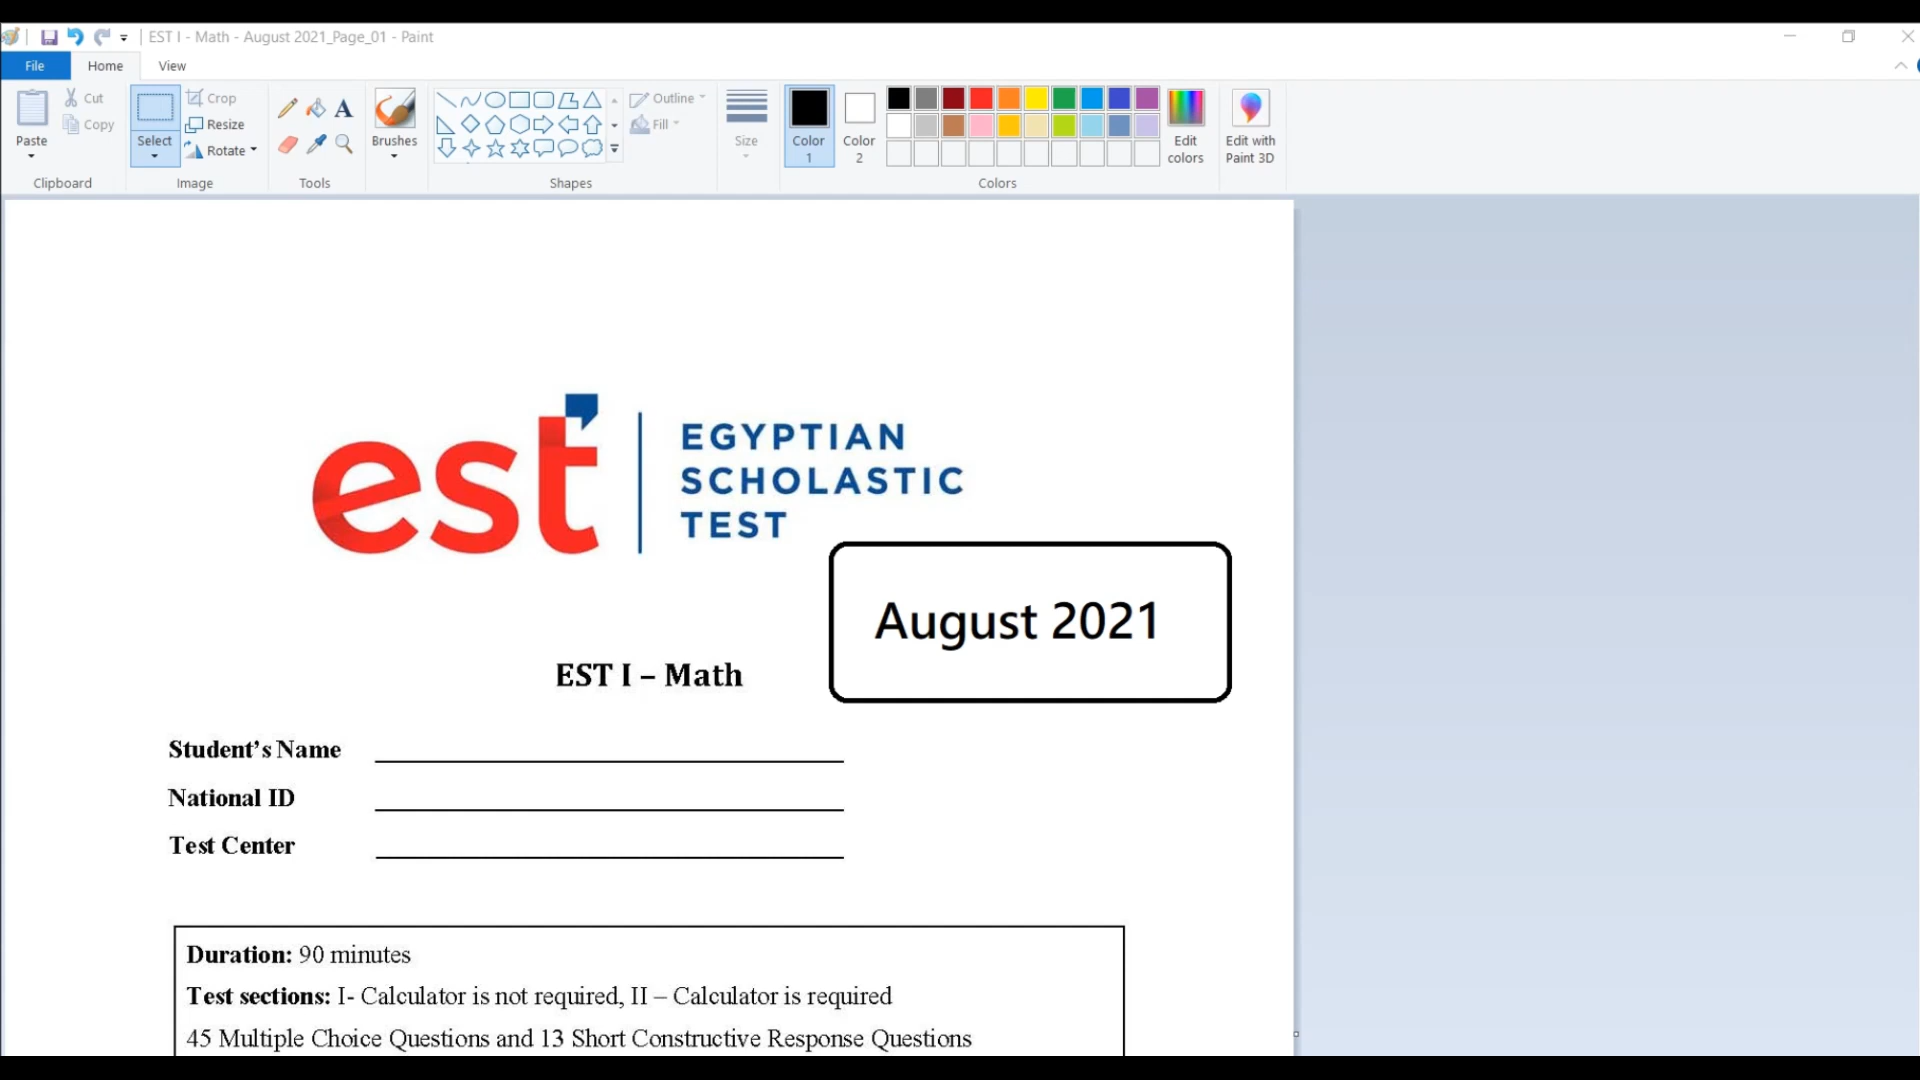 EST I - Math - August 2021_Page_01 - Paint
File Home View
Paste
Cut
Copy
Clipboard
Select
Crop
Resize
Rotate
Image
A
Tools
Brushes
Shapes
Outline
Fill
Size
Color 1
Color 2
Colors
Edit colors
Edit with Paint 3D
est
EGYPTIAN
SCHOLASTIC
TEST
August 2021
EST I – Math
Student's Name
National ID
Test Center
Duration: 90 minutes
Test sections: I- Calculator is not required, II – Calculator is required
45 Multiple Choice Questions and 13 Short Constructive Response Questions